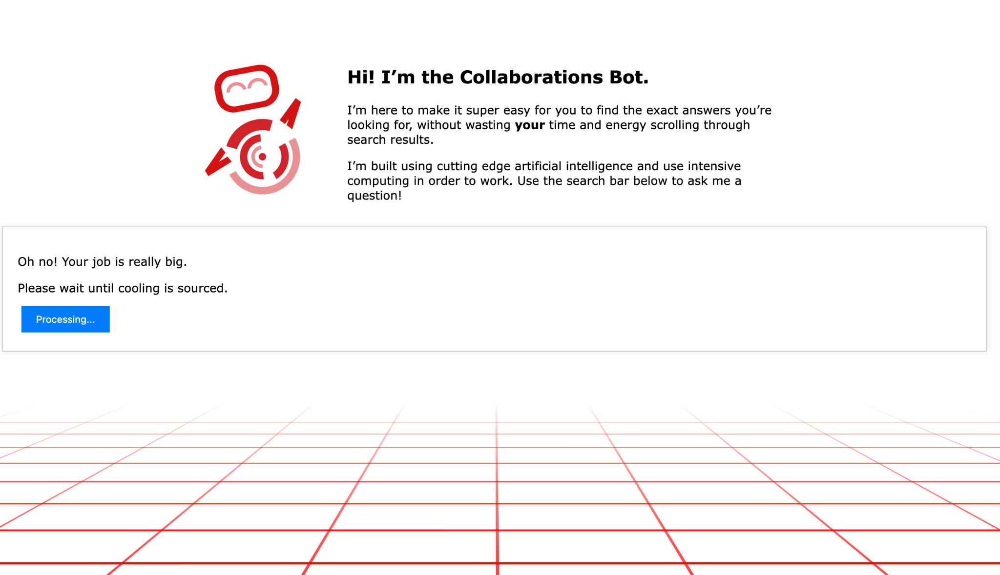 Hi! I’m the Collaborations Bot.
I’m here to make it super easy for you to find the exact answers you’re
looking for, without wasting your time and energy scrolling through
search results.
I’m built using cutting edge artificial intelligence and use intensive
computing in order to work. Use the search bar below to ask me a
question!
Oh no! Your job is really big.
Please wait until cooling is sourced.
Processing...